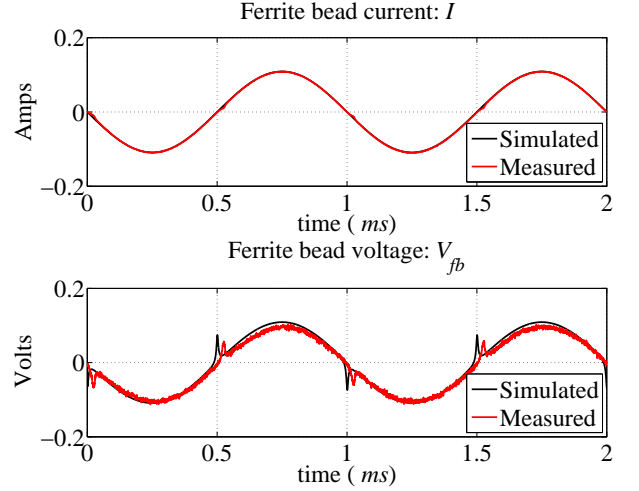 Ferrite bead current: I
0.2
0
−0.2
Amps
Simulated
Measured
0 0.5 1 1.5 2
time ( ms)
Ferrite bead voltage: V_fb
0.2
0
−0.2
Volts
Simulated
Measured
0 0.5 1 1.5 2
time ( ms)